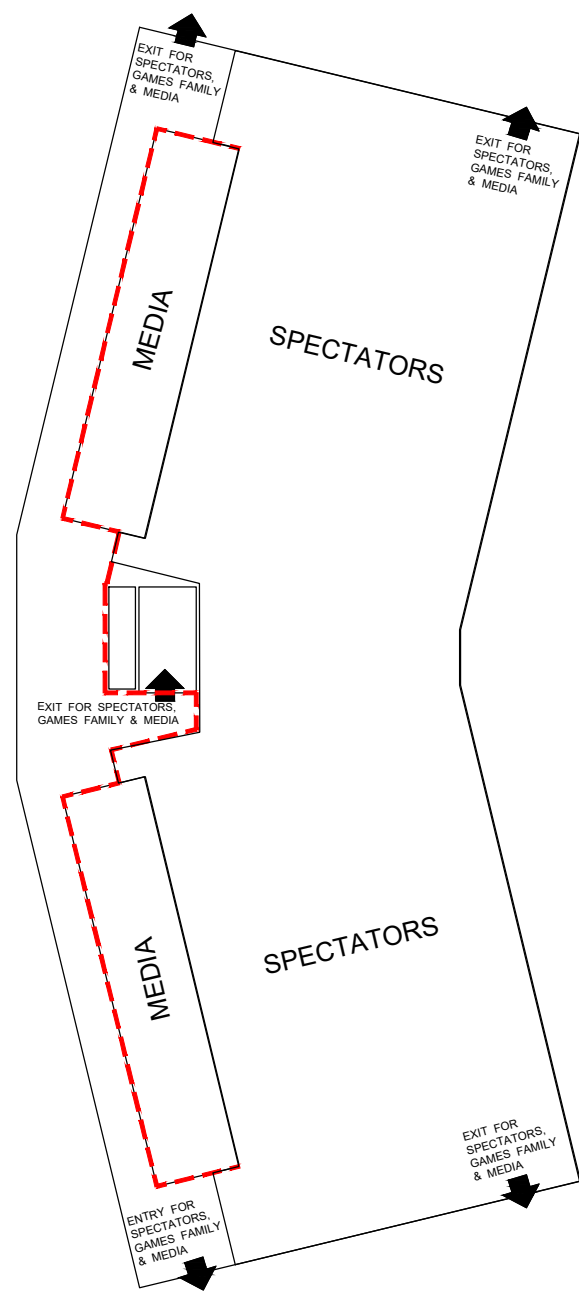 EXIT FOR
SPECTATORS,
GAMES FAMILY
& MEDIA
EXIT FOR
SPECTATORS,
GAMES FAMILY
& MEDIA
MEDIA
SPECTATORS
EXIT FOR SPECTATORS,
GAMES FAMILY & MEDIA
MEDIA
SPECTATORS
EXIT FOR
SPECTATORS,
GAMES FAMILY
& MEDIA
ENTRY FOR
SPECTATORS,
GAMES FAMILY
& MEDIA